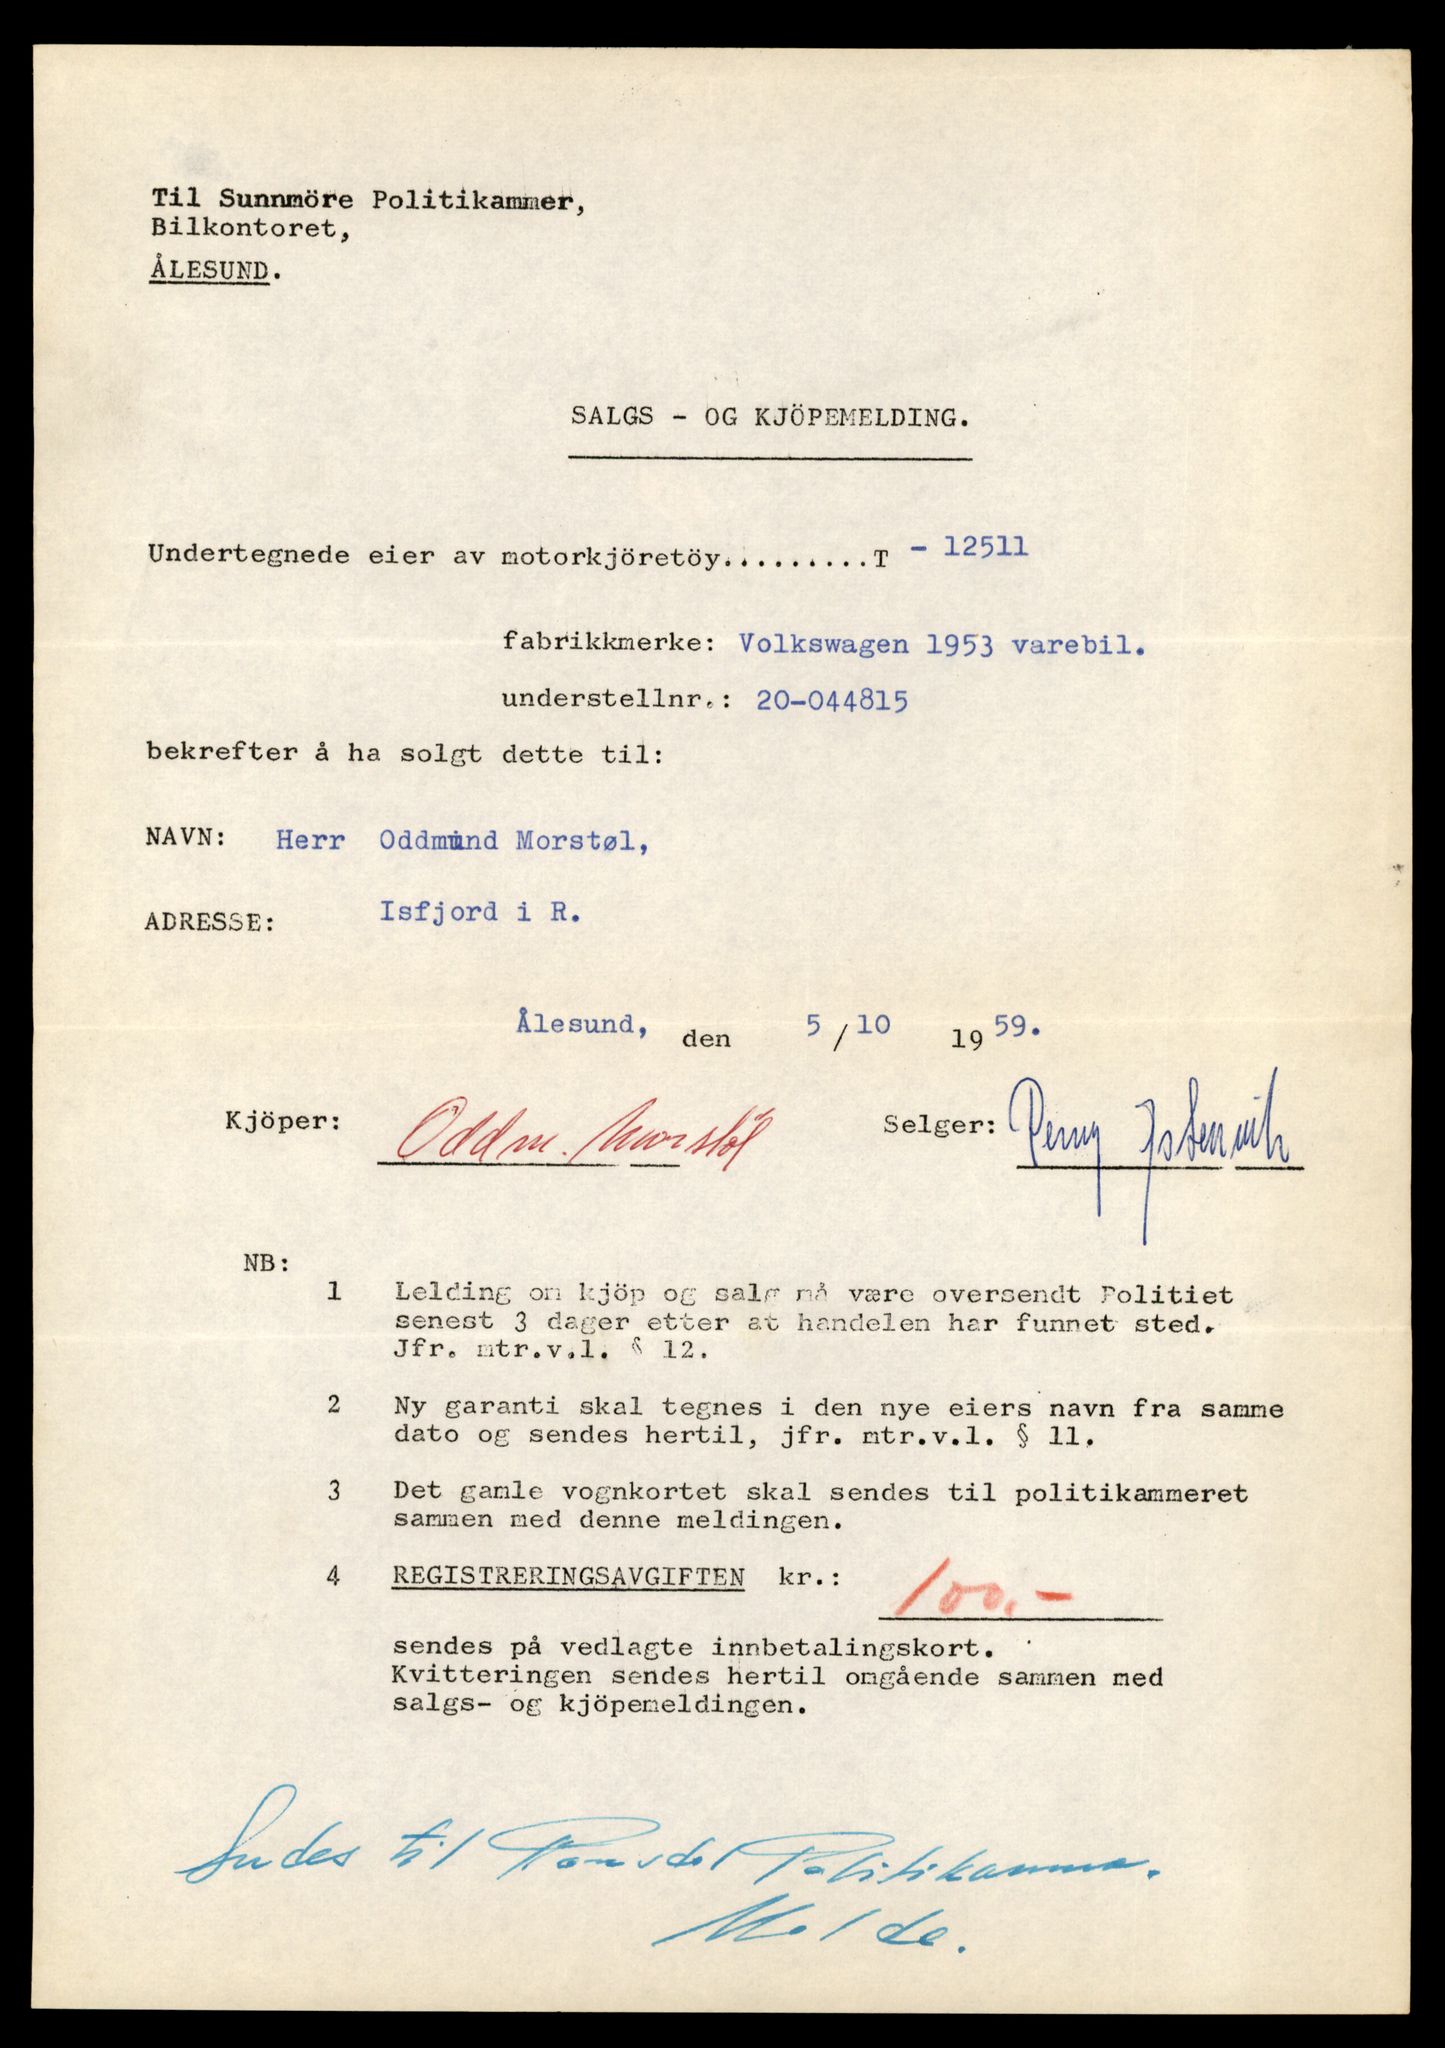 Til Sunnmöre Politikammer,
Bilkontoret,
ÅLESUND.
SALGS - OG KJÖPEMELDING.
Undertegnede eier av motorkjöretöy.........T - 12511
fabrikkmerke: Volkswagen 1953 varebil.
understellnr.: 20-044815
bekrefter å ha solgt dette til:
NAVN: Herr Oddmund Morstøl,
ADRESSE: Isfjord i R.
Ålesund, den 5/10 1959.
Kjöper: Oddm. Morstøl Selger:
NB:
1 Lelding om kjöp og salg må være oversendt Politiet
senest 3 dager etter at handelen har funnet sted.
Jfr. mtr.v.l. § 12.
2 Ny garanti skal tegnes i den nye eiers navn fra samme
dato og sendes hertil, jfr. mtr.v.l. § 11.
3 Det gamle vognkortet skal sendes til politikammeret
sammen med denne meldingen.
4 REGISTRERINGSAVGIFTEN kr.: 100.-
sendes på vedlagte innbetalingskort.
Kvitteringen sendes hertil omgående sammen med
salgs- og kjöpemeldingen.
Sendes til Romsdal Politikammer.
Molde.